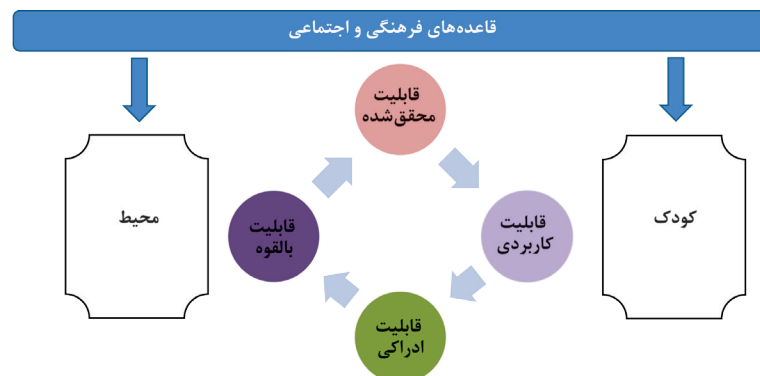 قاعده‌های فرهنگی و اجتماعی
قابلیت
محقق‌شده
کودک
قابلیت
کاربردی
قابلیت
بالقوه
محیط
قابلیت
ادراکی